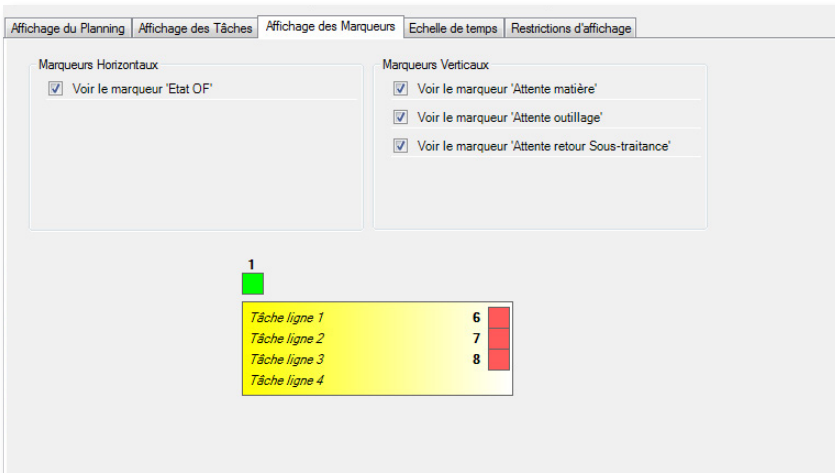 Affichage du Planning Affichage des Tâches Affichage des Marqueurs Echelle de temps Restrictions d'affichage
Marqueurs Horizontaux
Voir le marqueur 'Etat OF'
Marqueurs Verticaux
Voir le marqueur 'Attente matière'
Voir le marqueur 'Attente outillage'
Voir le marqueur 'Attente retour Sous-traitance'
1
Tâche ligne 1 6
Tâche ligne 2 7
Tâche ligne 3 8
Tâche ligne 4